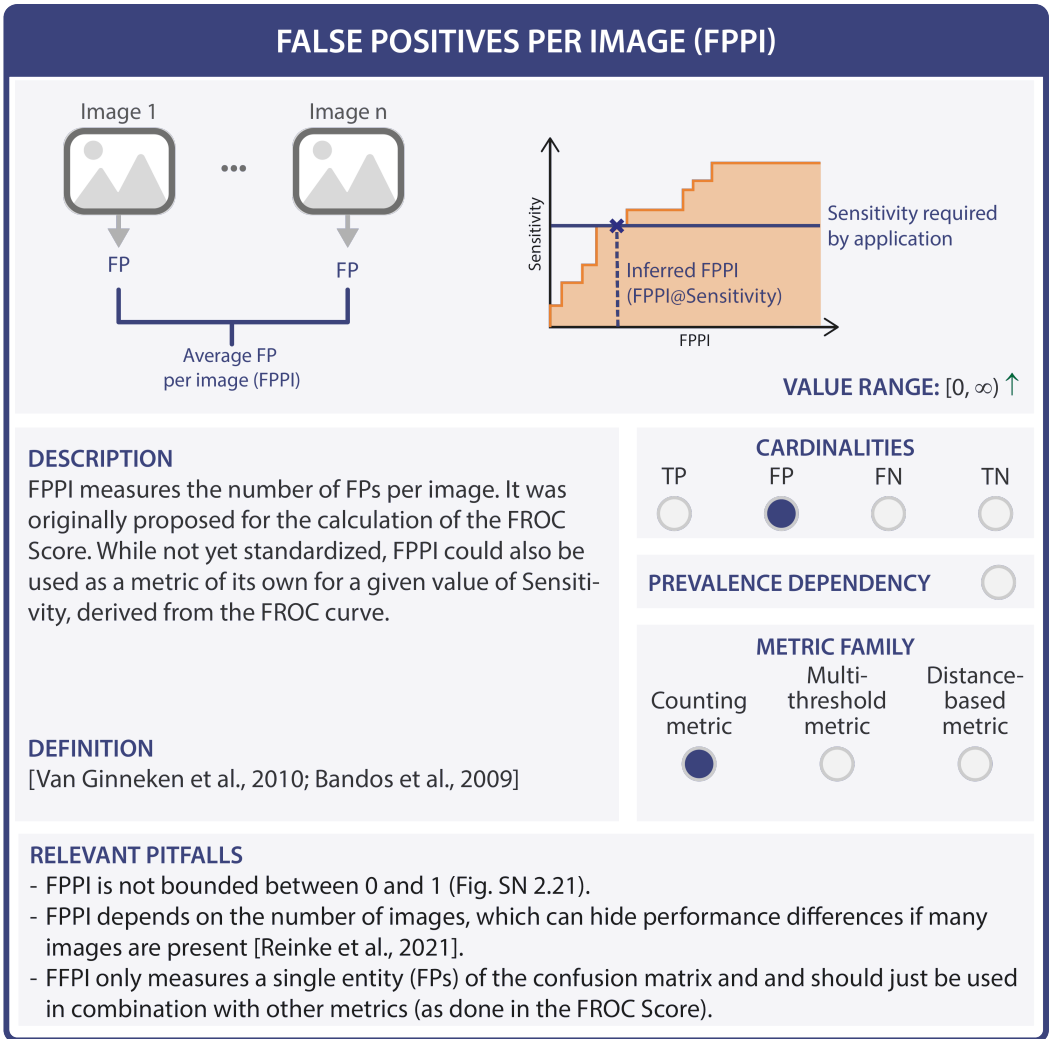 FALSE POSITIVES PER IMAGE (FPPI)
Image 1
Image n
...
FP
FP
Average FP
per image (FPPI)
Sensitivity
FPPI
Sensitivity required
by application
Inferred FPPI
(FPPI@Sensitivity)
VALUE RANGE: [0, ∞) ↑
DESCRIPTION
FPPI measures the number of FPs per image. It was
originally proposed for the calculation of the FROC
Score. While not yet standardized, FPPI could also be
used as a metric of its own for a given value of Sensiti-
vity, derived from the FROC curve.
DEFINITION
[Van Ginneken et al., 2010; Bandos et al., 2009]
CARDINALITIES
TP FP FN TN
PREVALENCE DEPENDENCY
METRIC FAMILY
Counting
metric
Multi-
threshold
metric
Distance-
based
metric
RELEVANT PITFALLS
- FPPI is not bounded between 0 and 1 (Fig. SN 2.21).
- FPPI depends on the number of images, which can hide performance differences if many
images are present [Reinke et al., 2021].
- FFPI only measures a single entity (FPs) of the confusion matrix and and should just be used
in combination with other metrics (as done in the FROC Score).